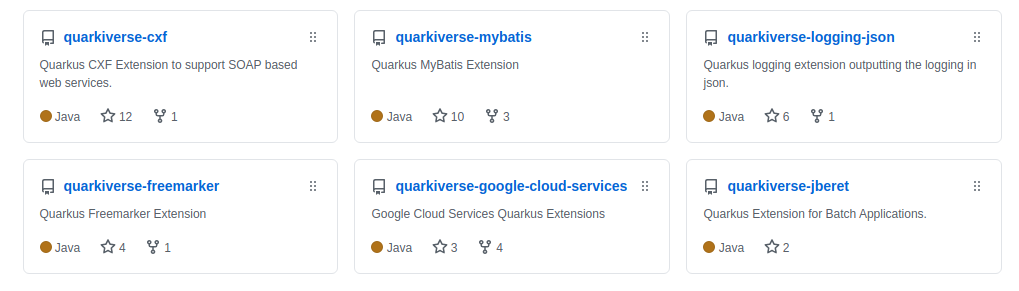 quarkiverse-cxf
Quarkus CXF Extension to support SOAP based
web services.
Java 12 1
quarkiverse-mybatis
Quarkus MyBatis Extension
Java 10 3
quarkiverse-logging-json
Quarkus logging extension outputting the logging in
json.
Java 6 1
quarkiverse-freemarker
Quarkus Freemarker Extension
Java 4 1
quarkiverse-google-cloud-services
Google Cloud Services Quarkus Extensions
Java 3 4
quarkiverse-jberet
Quarkus Extension for Batch Applications.
Java 2